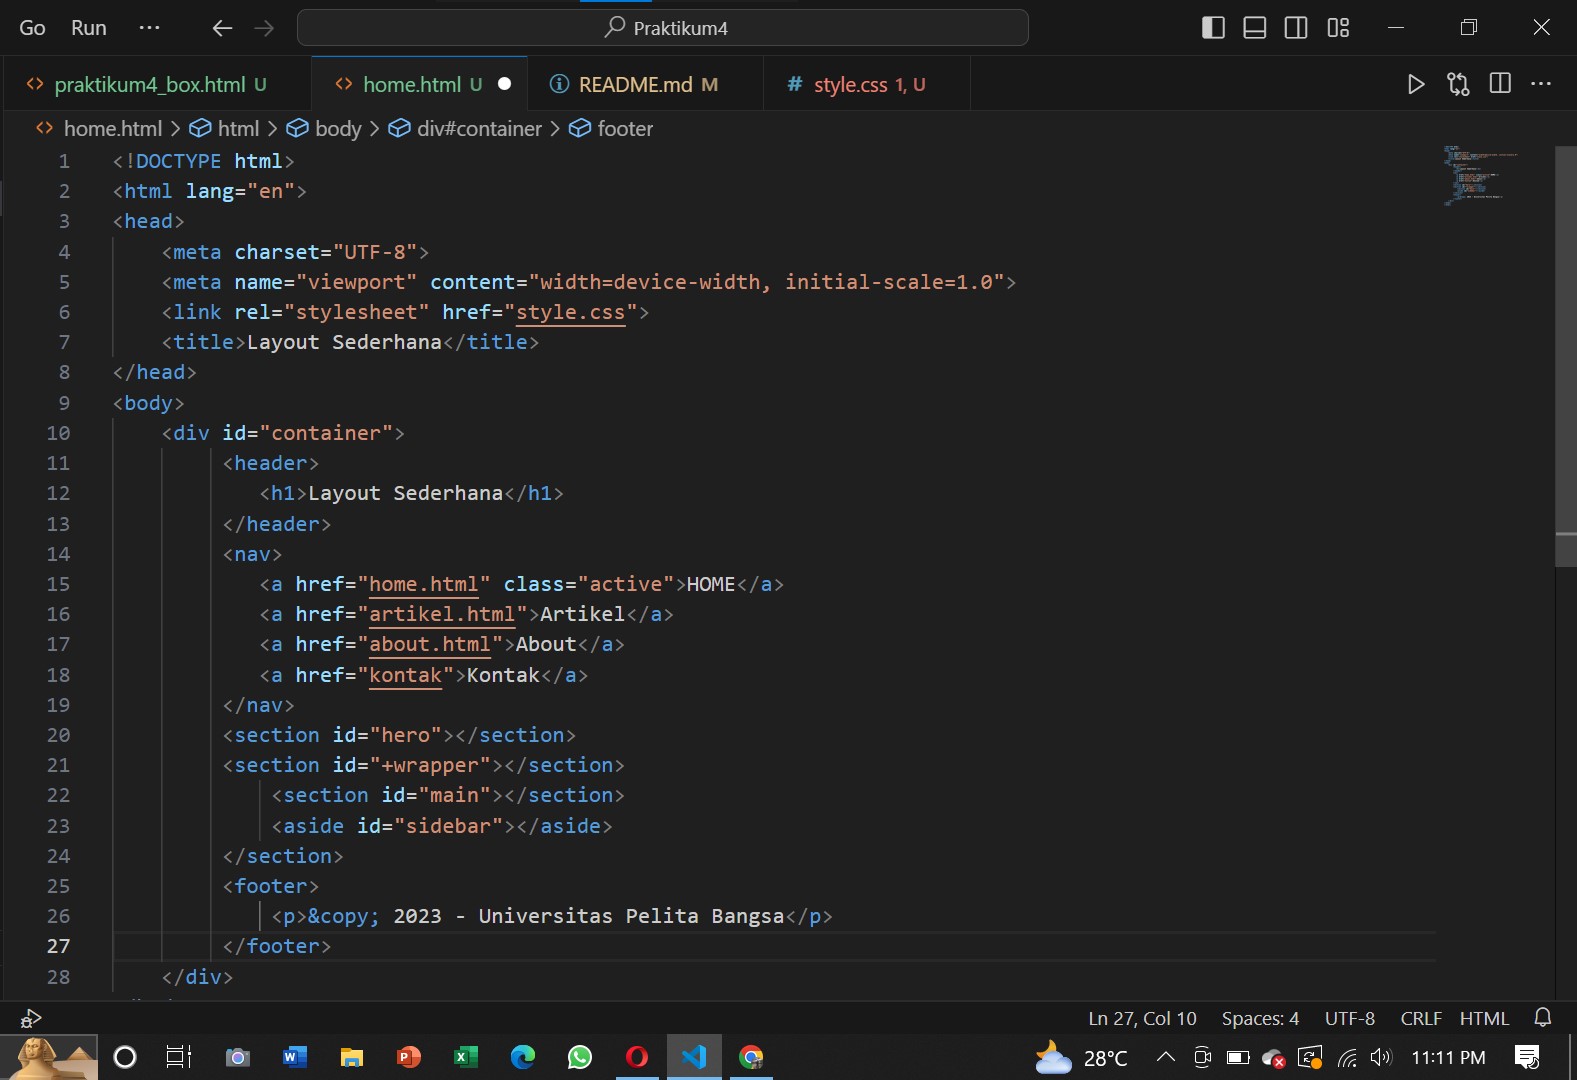 Go Run ··· Praktikum4
praktikum4_box.html U home.html U README.md M # style.css 1, U
home.html > html > body > div#container > footer
1 <!DOCTYPE html>
2 <html lang="en">
3 <head>
4 <meta charset="UTF-8">
5 <meta name="viewport" content="width=device-width, initial-scale=1.0">
6 <link rel="stylesheet" href="style.css">
7 <title>Layout Sederhana</title>
8 </head>
9 <body>
10 <div id="container">
11 <header>
12 <h1>Layout Sederhana</h1>
13 </header>
14 <nav>
15 <a href="home.html" class="active">HOME</a>
16 <a href="artikel.html">Artikel</a>
17 <a href="about.html">About</a>
18 <a href="kontak">Kontak</a>
19 </nav>
20 <section id="hero"></section>
21 <section id="+wrapper"></section>
22 <section id="main"></section>
23 <aside id="sidebar"></aside>
24 </section>
25 <footer>
26 <p>&copy; 2023 - Universitas Pelita Bangsa</p>
27 </footer>
28 </div>
Ln 27, Col 10 Spaces: 4 UTF-8 CRLF HTML
28°C 11:11 PM